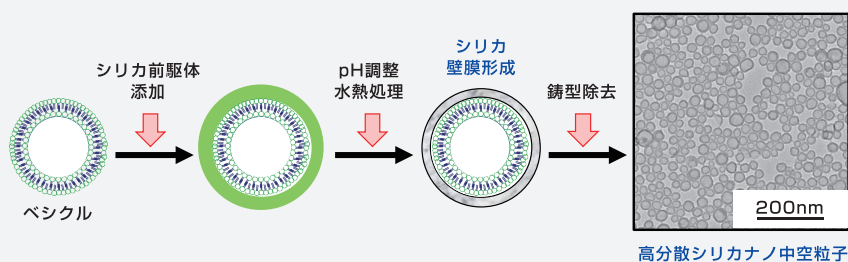 ベシクル
シリカ前駆体
添加
pH調整
水熱処理
シリカ
壁膜形成
鋳型除去
200nm
高分散シリカナノ中空粒子